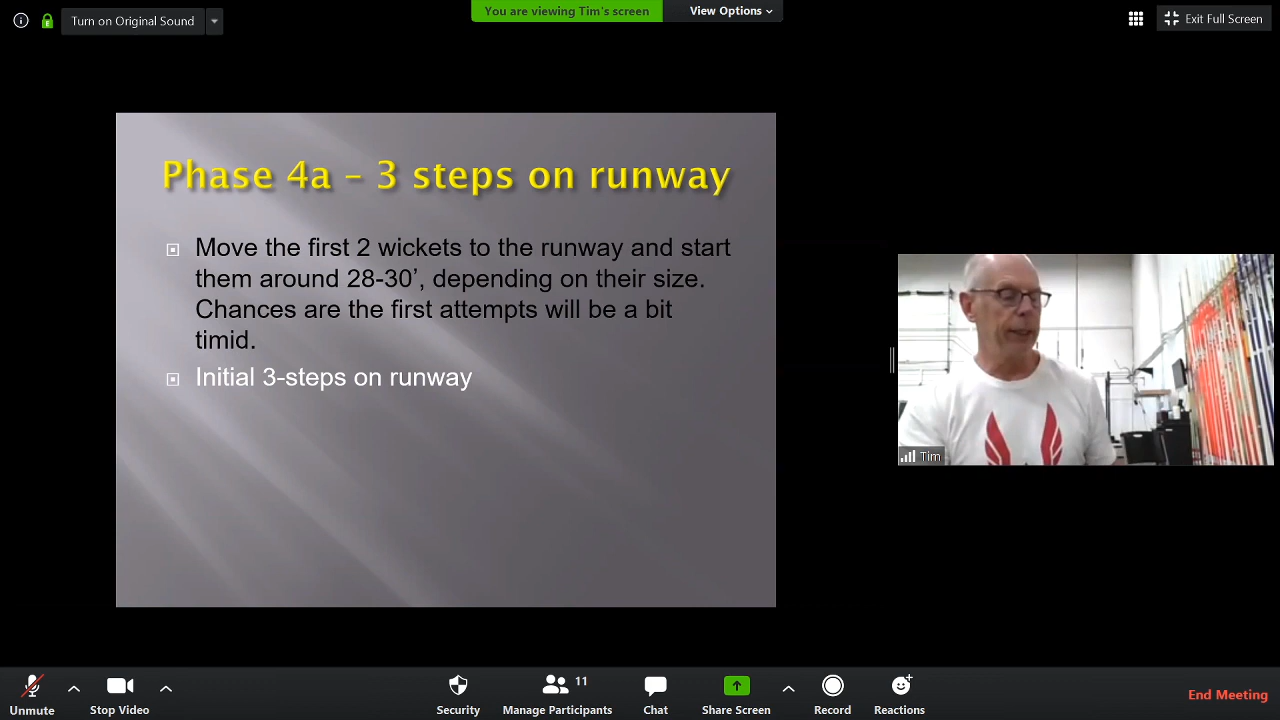 Turn on Original Sound
You are viewing Tim's screen
View Options
Exit Full Screen
Phase 4a – 3 steps on runway
Move the first 2 wickets to the runway and start
them around 28-30’, depending on their size.
Chances are the first attempts will be a bit
timid.
Initial 3-steps on runway
Tim
Unmute
Stop Video
Security
Manage Participants
11
Chat
Share Screen
Record
Reactions
End Meeting